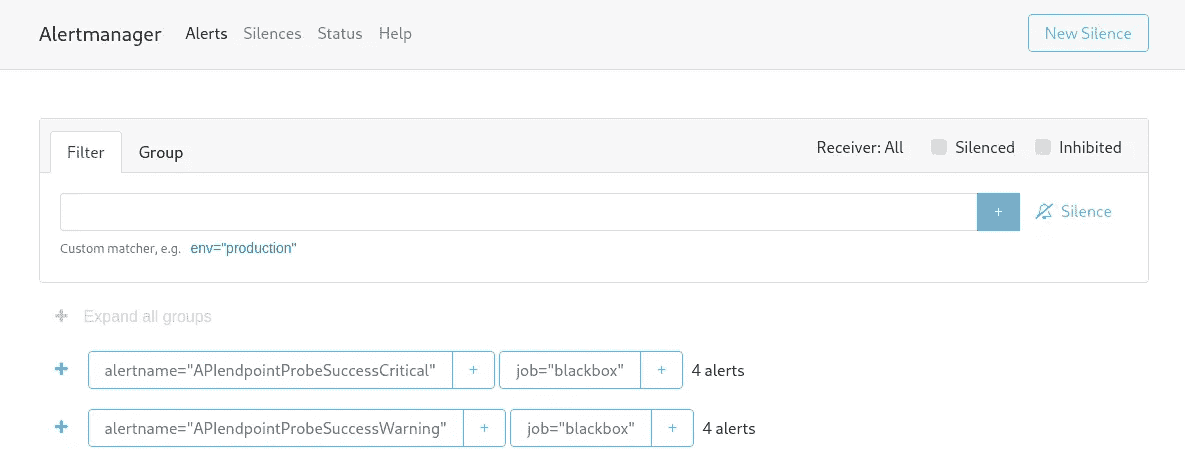 Alertmanager Alerts Silences Status Help New Silence
Filter Group Receiver: All Silenced Inhibited
+ Silence
Custom matcher, e.g. env="production"
+ Expand all groups
+ alertname="APIendpointProbeSuccessCritical" + job="blackbox" + 4 alerts
+ alertname="APIendpointProbeSuccessWarning" + job="blackbox" + 4 alerts